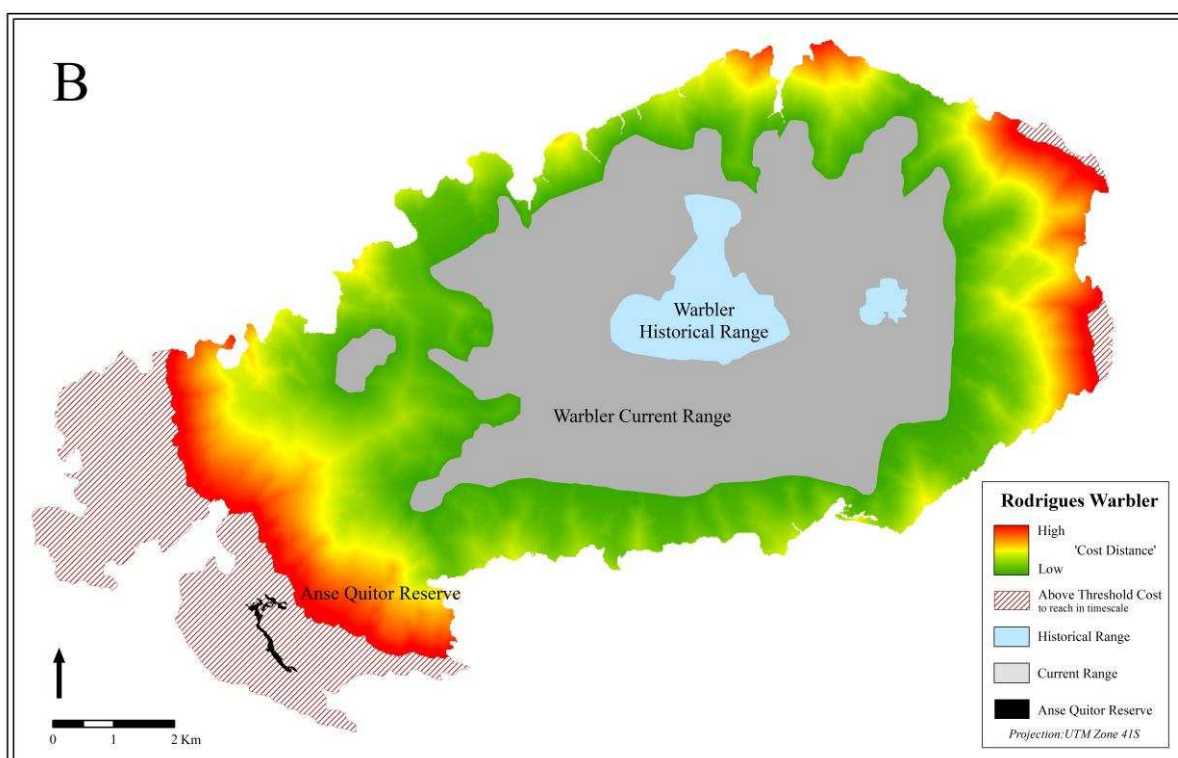 B
Warbler
Historical Range
Warbler Current Range
Anse Quitor Reserve
0 1 2 Km
Rodrigues Warbler
High
'Cost Distance'
Low
Above Threshold Cost
to reach in timescale
Historical Range
Current Range
Anse Quitor Reserve
Projection:UTM Zone 41S